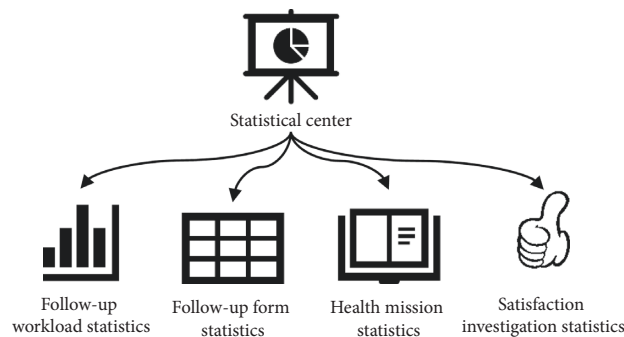 Statistical center
Follow-up
workload statistics
Follow-up form
statistics
Health mission
statistics
Satisfaction
investigation statistics